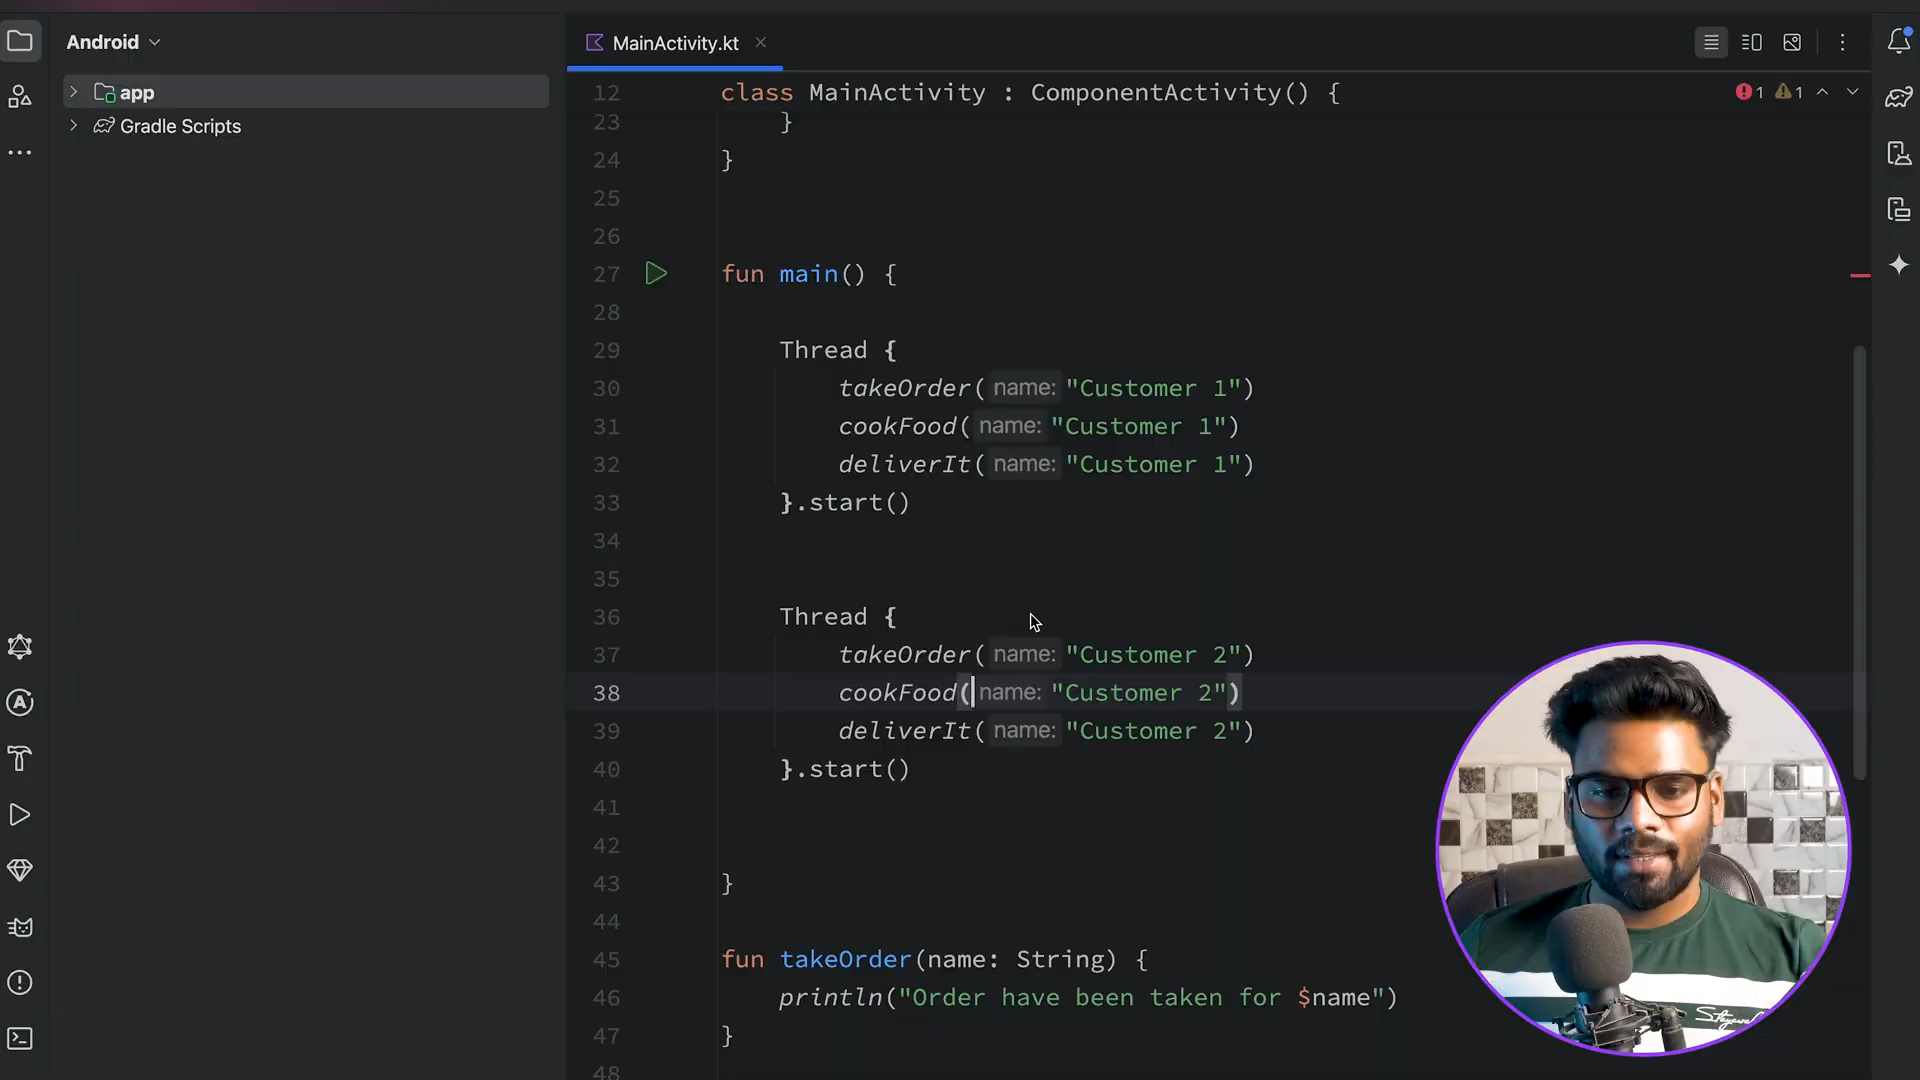 Android
MainActivity.kt
app
Gradle Scripts
12 class MainActivity : ComponentActivity() {
1 1
23 }
24 }
25
26
27 fun main() {
28
29 Thread {
30 takeOrder( name: "Customer 1")
31 cookFood( name: "Customer 1")
32 deliverIt( name: "Customer 1")
33 }.start()
34
35
36 Thread {
37 takeOrder( name: "Customer 2")
38 cookFood( name: "Customer 2")
39 deliverIt( name: "Customer 2")
40 }.start()
41
42
43 }
44
45 fun takeOrder(name: String) {
46 println("Order have been taken for $name")
47 }
48